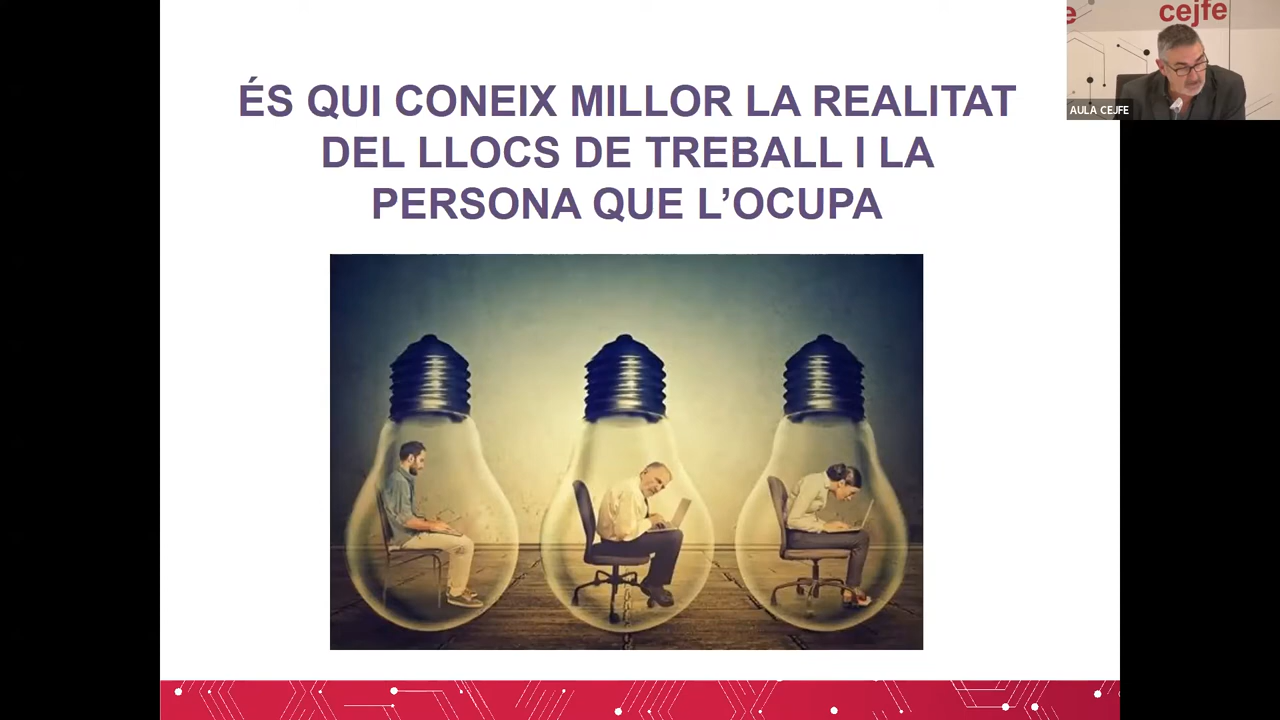 ÉS QUI CONEIX MILLOR LA REALITAT
DEL LLOCS DE TREBALL I LA
PERSONA QUE L’OCUPA
cejfe
AULA CEJFE